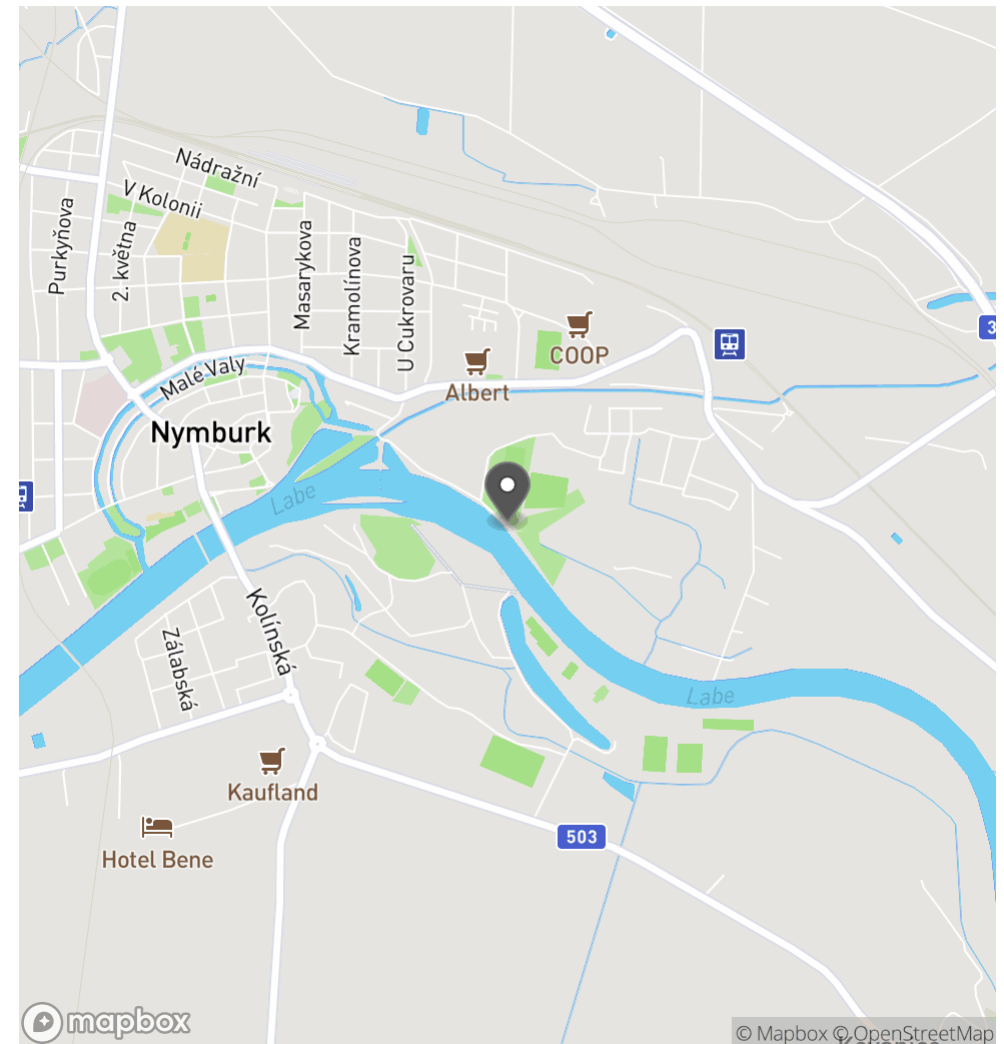 Nádražní
V Kolonii
Purkyňova
2. května
Masarykova
Kramolínova
U Cukrovaru
COOP
3
Malé Valy
Albert
Nymburk
Labe
Kolínská
Zálabská
Labe
Kaufland
503
Hotel Bene
mapbox
© Mapbox © OpenStreetMap